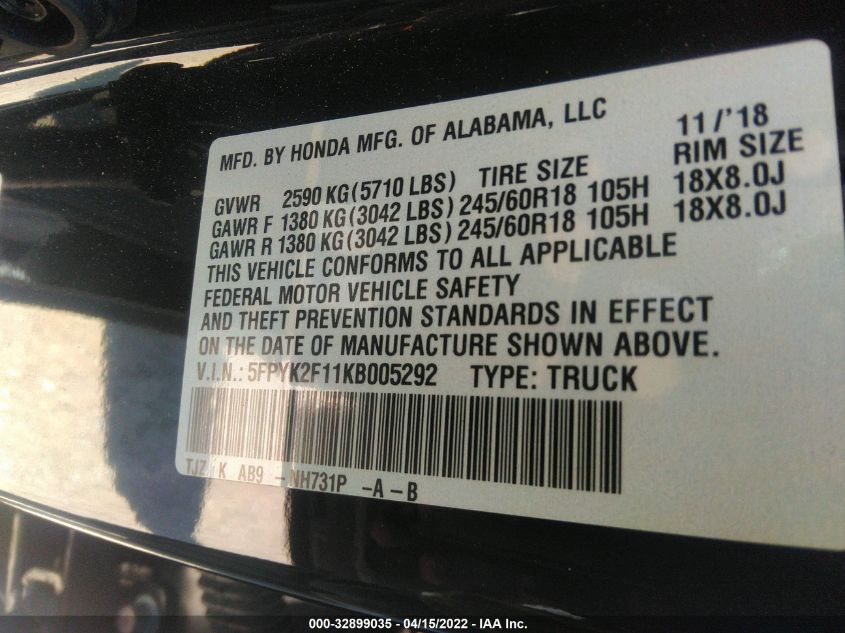 MFD. BY HONDA MFG. OF ALABAMA, LLC 11/'18
GVWR 2590 KG(5710 LBS) TIRE SIZE RIM SIZE
GAWR F 1380 KG(3042 LBS) 245/60R18 105H 18X8.0J
GAWR R 1380 KG(3042 LBS) 245/60R18 105H 18X8.0J
THIS VEHICLE CONFORMS TO ALL APPLICABLE
FEDERAL MOTOR VEHICLE SAFETY
AND THEFT PREVENTION STANDARDS IN EFFECT
ON THE DATE OF MANUFACTURE SHOWN ABOVE.
V.I.N.: 5FPYK2F11KB005292 TYPE: TRUCK
TJZ K AB9 -NH731P -A-B
000-32899035 - 04/15/2022 - IAA Inc.